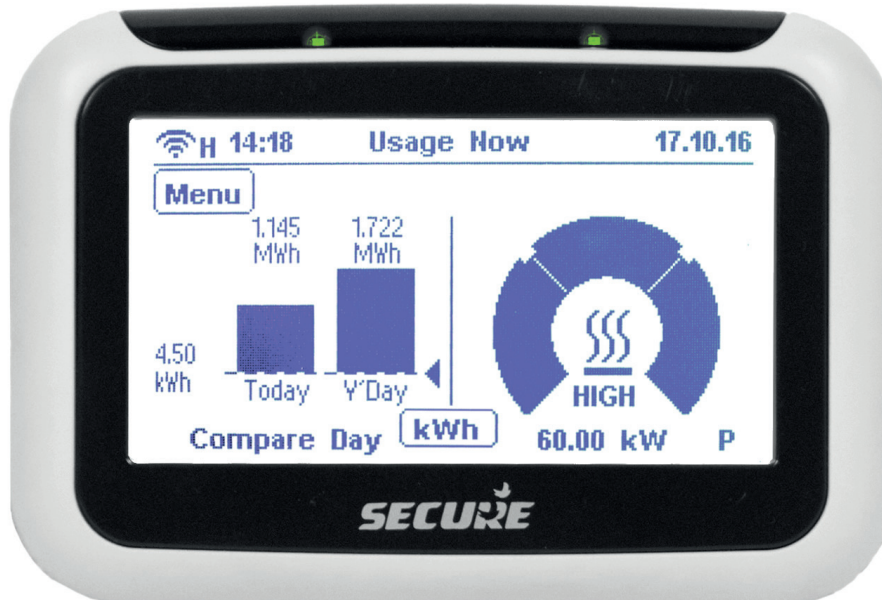 H 14:18 Usage Now 17.10.16
Menu
1.145 MWh
1.722 MWh
4.50 kWh
Today Y'Day
HIGH
Compare Day kWh 60.00 kW P
SECURE